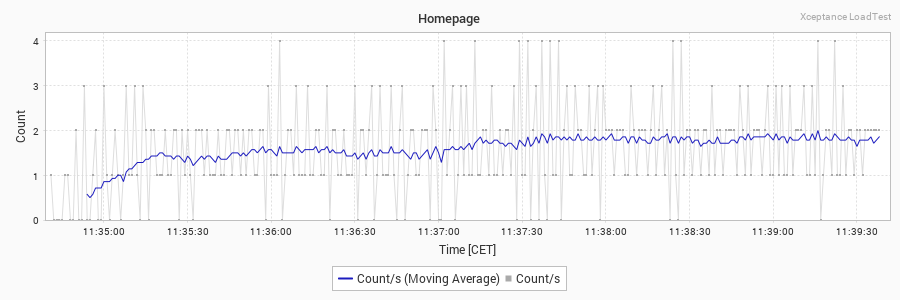 Homepage
Xceptance LoadTest
Count
4
3
2
1
0
11:35:00 11:35:30 11:36:00 11:36:30 11:37:00 11:37:30 11:38:00 11:38:30 11:39:00 11:39:30
Time [CET]
Count/s (Moving Average) Count/s